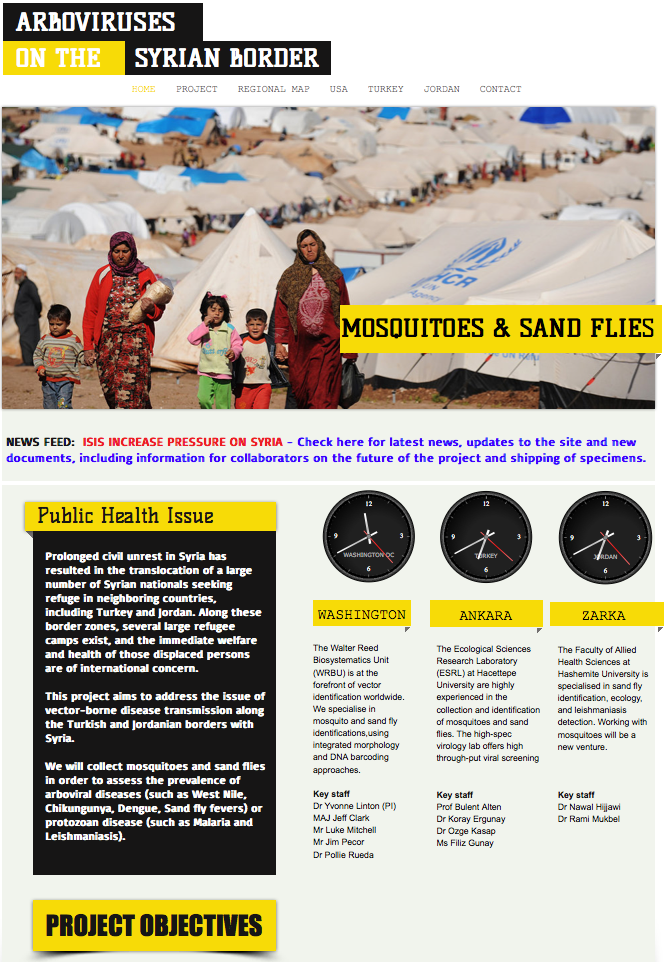 ARBOVIRUSES
ON THE SYRIAN BORDER
HOME PROJECT REGIONAL MAP USA TURKEY JORDAN CONTACT
MOSQUITOES & SAND FLIES
NEWS FEED: ISIS INCREASE PRESSURE ON SYRIA - Check here for latest news, updates to the site and new
documents, including information for collaborators on the future of the project and shipping of specimens.
Public Health Issue
Prolonged civil unrest in Syria has
resulted in the translocation of a large
number of Syrian nationals seeking
refuge in neighboring countries,
including Turkey and Jordan. Along these
border zones, several large refugee
camps exist, and the immediate welfare
and health of those displaced persons
are of international concern.
This project aims to address the issue of
vector-borne disease transmission along
the Turkish and Jordanian borders with
Syria.
We will collect mosquitoes and sand flies
in order to assess the prevalence of
arboviral diseases (such as West Nile,
Chikungunya, Dengue, Sand fly fevers) or
protozoan disease (such as Malaria and
Leishmaniasis).
PROJECT OBJECTIVES
12
9 3
WASHINGTON DC
6
WASHINGTON
The Walter Reed
Biosystematics Unit
(WRBU) is at the
forefront of vector
identification worldwide.
We specialise in
mosquito and sand fly
identifications,using
integrated morphology
and DNA barcoding
approaches.
Key staff
Dr Yvonne Linton (PI)
MAJ Jeff Clark
Mr Luke Mitchell
Mr Jim Pecor
Dr Pollie Rueda
12
9 3
TURKEY
6
ANKARA
The Ecological Sciences
Research Laboratory
(ESRL) at Hacettepe
University are highly
experienced in the
collection and identification
of mosquitoes and sand
flies. The high-spec
virology lab offers high
through-put viral screening
Key staff
Prof Bulent Alten
Dr Koray Ergunay
Dr Ozge Kasap
Ms Filiz Gunay
12
9 3
JORDAN
6
ZARKA
The Faculty of Allied
Health Sciences at
Hashemite University is
specialised in sand fly
identification, ecology,
and leishmaniasis
detection. Working with
mosquitoes will be a
new venture.
Key staff
Dr Nawal Hijjawi
Dr Rami Mukbel